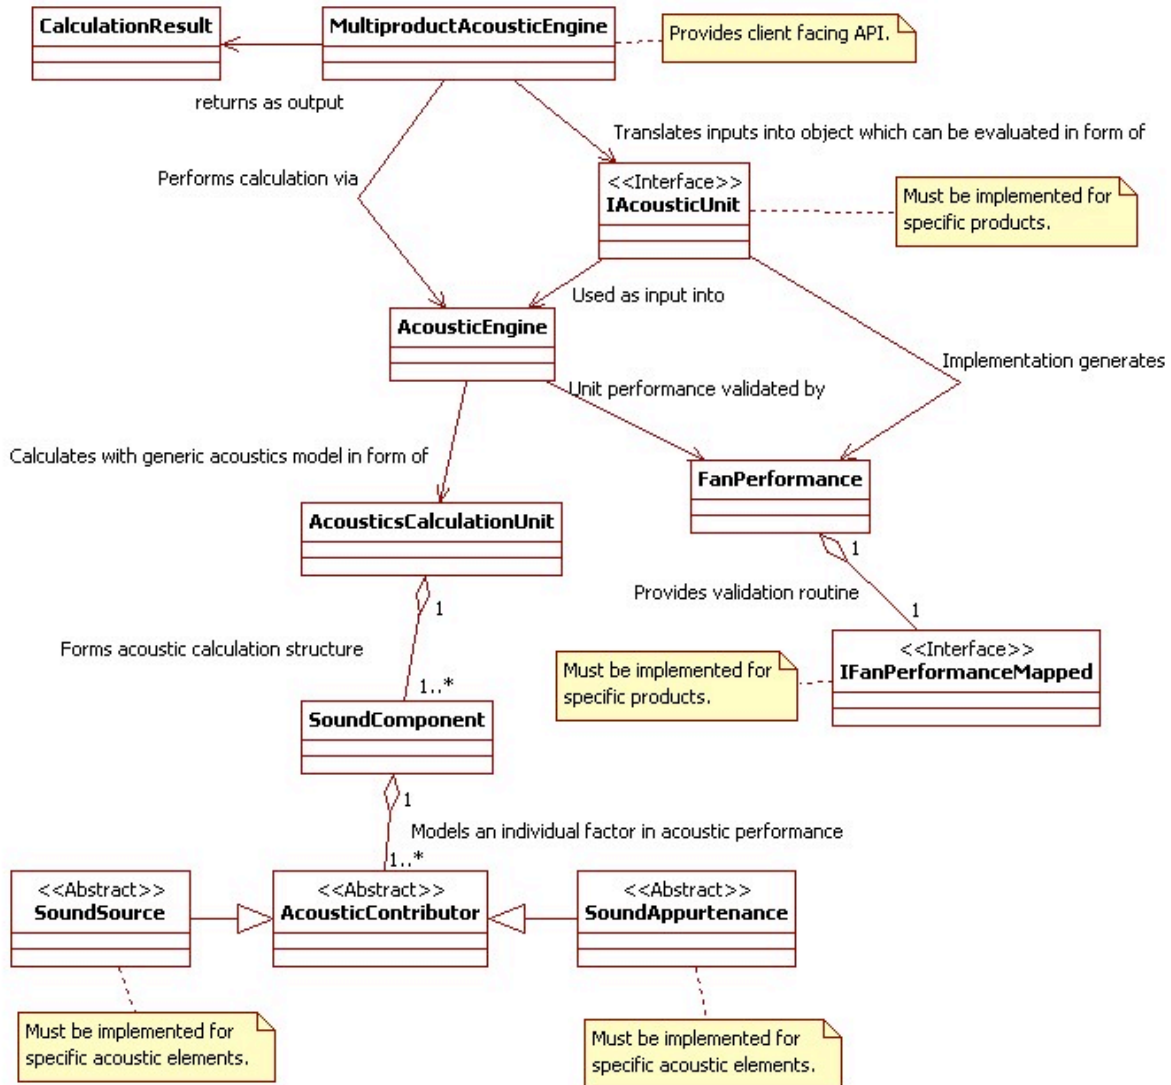 CalculationResult
MultiproductAcousticEngine
Provides client facing API.
returns as output
Translates inputs into object which can be evaluated in form of
Performs calculation via
<<Interface>>
IAcousticUnit
Must be implemented for
specific products.
Used as input into
AcousticEngine
Implementation generates
Unit performance validated by
Calculates with generic acoustics model in form of
FanPerformance
AcousticsCalculationUnit
1
Provides validation routine
1
1
Forms acoustic calculation structure
<<Interface>>
IFanPerformanceMapped
Must be implemented for
specific products.
1..*
SoundComponent
1
Models an individual factor in acoustic performance
1..*
<<Abstract>>
SoundSource
<<Abstract>>
AcousticContributor
<<Abstract>>
SoundAppurtenance
Must be implemented for
specific acoustic elements.
Must be implemented for
specific acoustic elements.